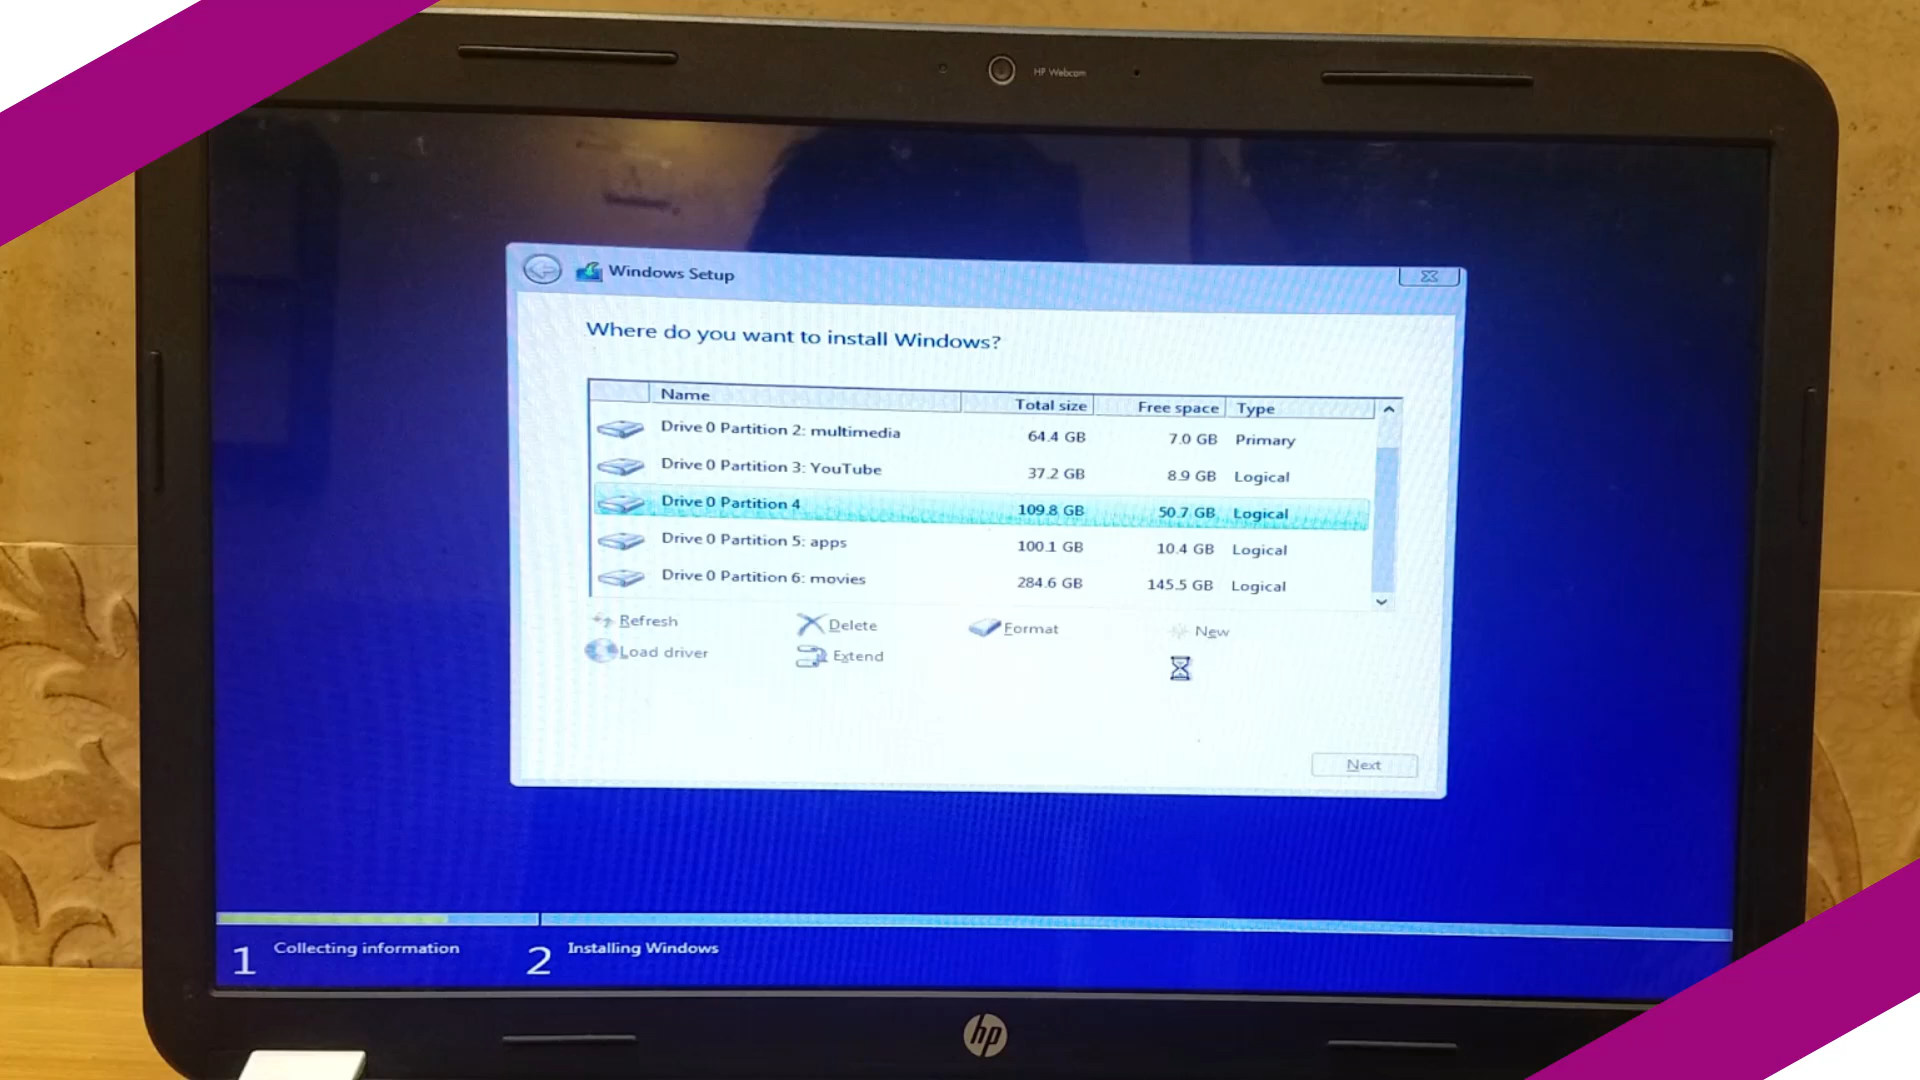 HP Webcam
Windows Setup
Where do you want to install Windows?
Name Total size Free space Type
Drive 0 Partition 2: multimedia 64.4 GB 7.0 GB Primary
Drive 0 Partition 3: YouTube 37.2 GB 8.9 GB Logical
Drive 0 Partition 4 109.8 GB 50.7 GB Logical
Drive 0 Partition 5: apps 100.1 GB 10.4 GB Logical
Drive 0 Partition 6: movies 284.6 GB 145.5 GB Logical
Refresh Delete Format New
Load driver Extend
Next
1 Collecting information 2 Installing Windows
hp